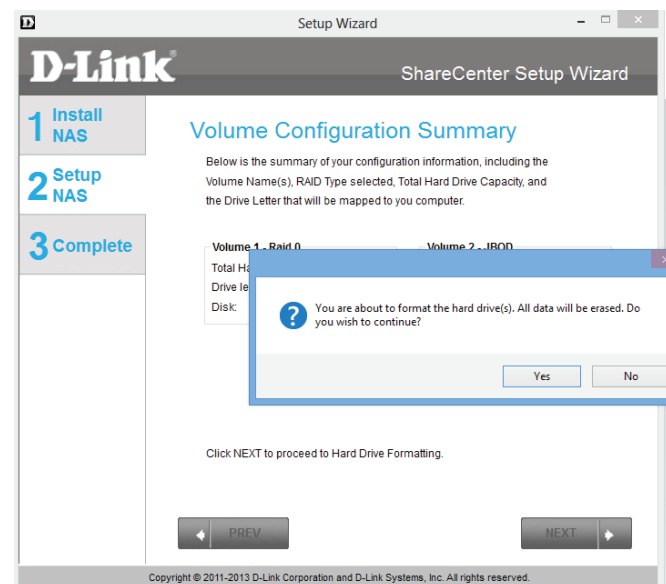 Setup Wizard
D-Link®
ShareCenter Setup Wizard
1 Install NAS
2 Setup NAS
3 Complete
Volume Configuration Summary
Below is the summary of your configuration information, including the
Volume Name(s), RAID Type selected, Total Hard Drive Capacity, and
the Drive Letter that will be mapped to you computer.
Volume 1 - Raid 0
Volume 2 - JBOD
Total
Drive
Disk:
You are about to format the hard drive(s). All data will be erased. Do
you wish to continue?
Yes
No
Click NEXT to proceed to Hard Drive Formatting.
PREV
NEXT
Copyright © 2011-2013 D-Link Corporation and D-Link Systems, Inc. All rights reserved.